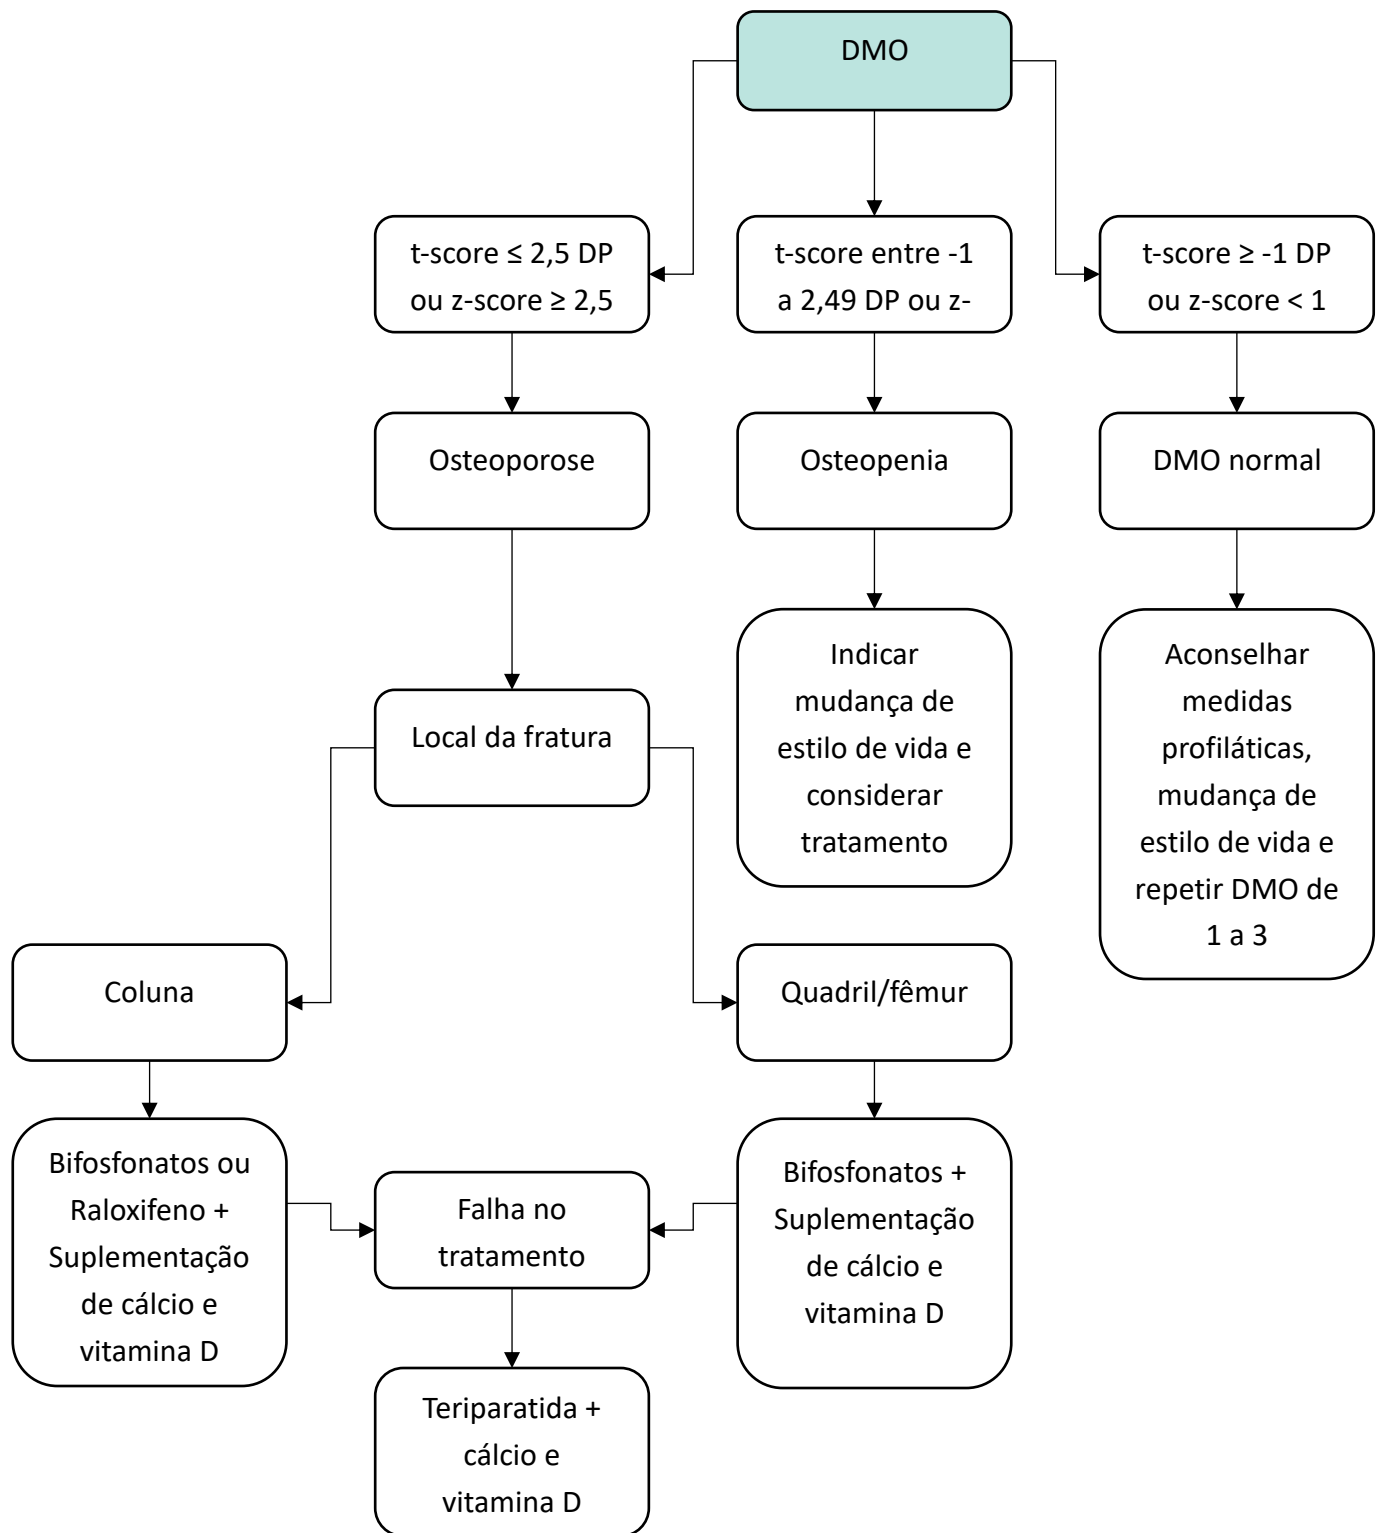 DMO
t-score ≤ 2,5 DP
ou z-score ≥ 2,5
t-score entre -1
a 2,49 DP ou z-
t-score ≥ -1 DP
ou z-score < 1
Osteoporose
Osteopenia
DMO normal
Local da fratura
Indicar
mudança de
estilo de vida e
considerar
tratamento
Aconselhar
medidas
profiláticas,
mudança de
estilo de vida e
repetir DMO de
1 a 3
Coluna
Quadril/fêmur
Bifosfonatos ou
Raloxifeno +
Suplementação
de cálcio e
vitamina D
Falha no
tratamento
Bifosfonatos +
Suplementação
de cálcio e
vitamina D
Teriparatida +
cálcio e
vitamina D